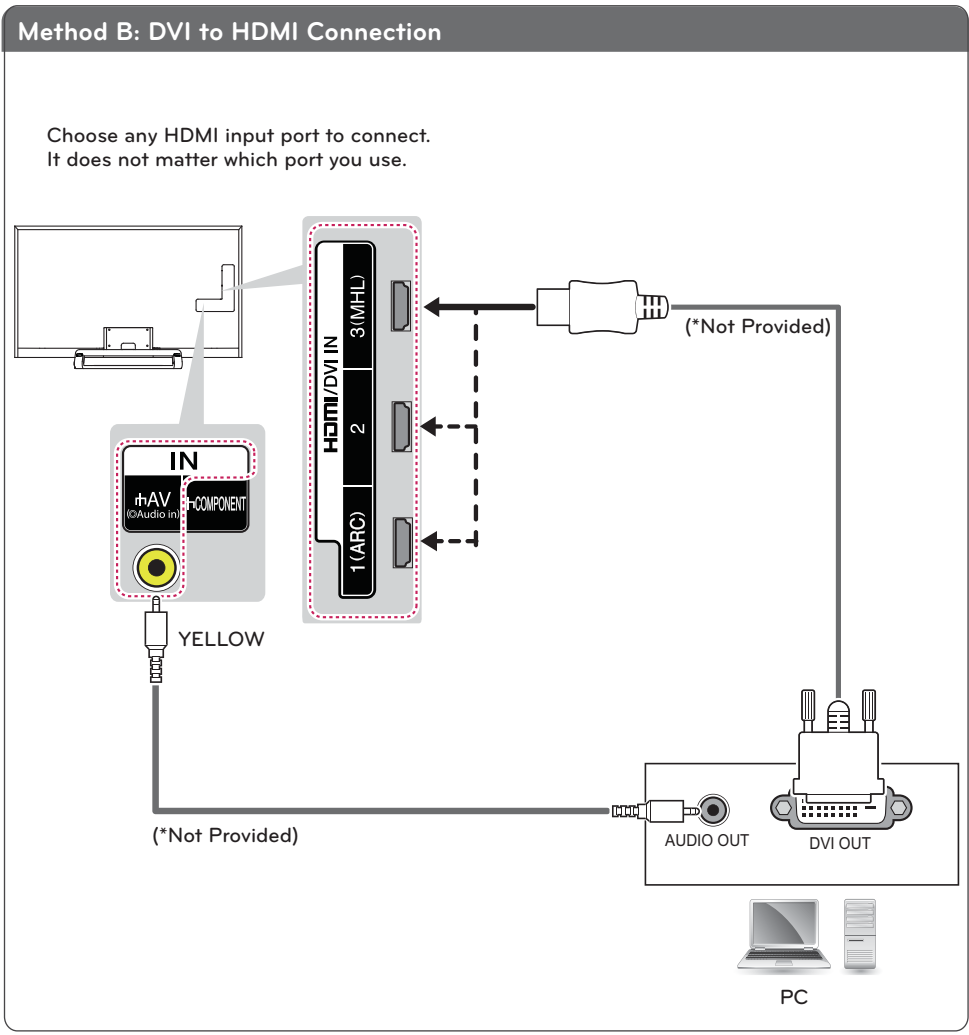 Method B: DVI to HDMI Connection
Choose any HDMI input port to connect.
It does not matter which port you use.
HDMI/DVI IN
3(MHL)
2
1(ARC)
(*Not Provided)
IN
AV
(Audio in)
COMPONENT
YELLOW
(*Not Provided)
AUDIO OUT
DVI OUT
PC